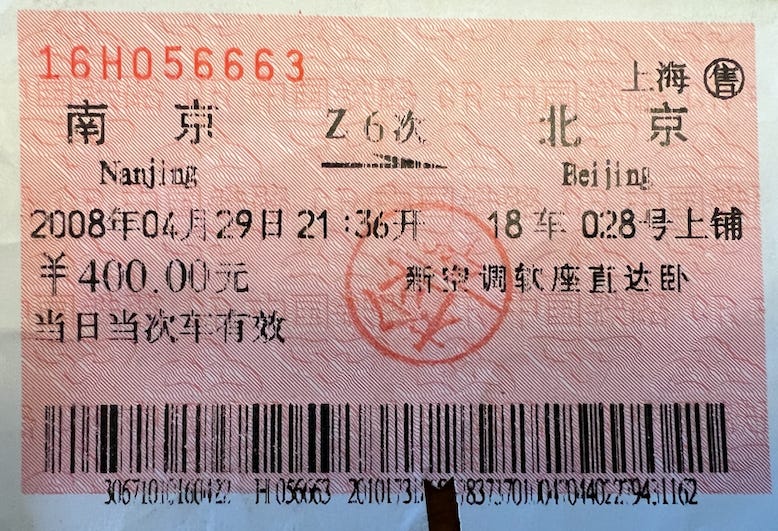 16H056663
上海 售
南京 Z6次 北京
Nanjing Beijing
2008年04月29日 21:36开 18车 028号上铺
￥400.00元 新空调软座直达卧
当日当次车有效
H056663